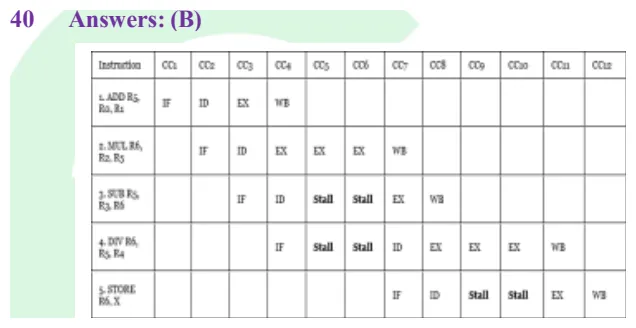 40 Answers: (B)
Instruction CC1 CC2 CC3 CC4 CC5 CC6 CC7 CC8 CC9 CC10 CC11 CC12
1. ADD R5,
R0, R1
IF ID EX WB
2. MUL R6,
R2, R5
IF ID EX EX EX WB
3. SUB R5,
R3, R6
IF ID Stall Stall EX WB
4. DIV R6,
R5, R4
IF Stall Stall ID EX EX EX WB
5. STORE
R6, X
IF ID Stall Stall EX WB